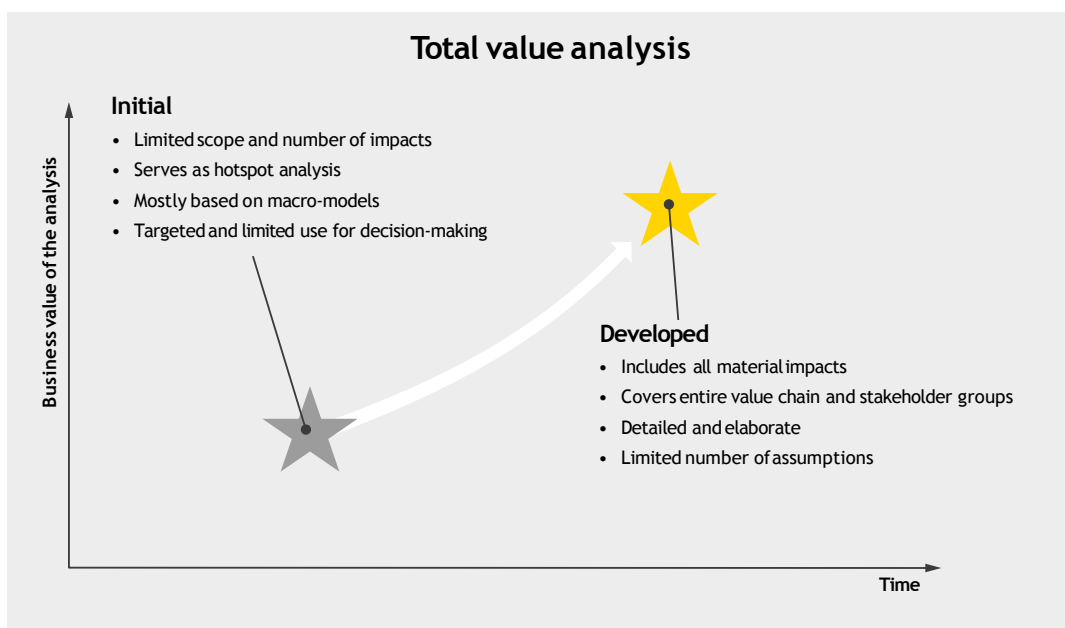 Total value analysis
Initial
• Limited scope and number of impacts
• Serves as hotspot analysis
• Mostly based on macro-models
• Targeted and limited use for decision-making
Business value of the analysis
Developed
• Includes all material impacts
• Covers entire value chain and stakeholder groups
• Detailed and elaborate
• Limited number of assumptions
Time